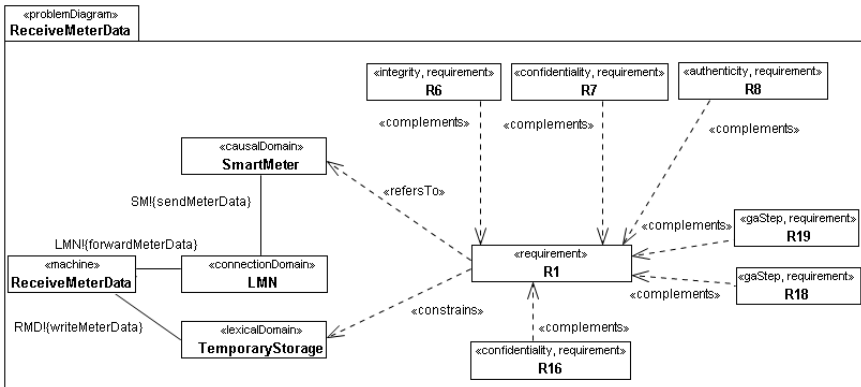 «problemDiagram»
ReceiveMeterData
«integrity, requirement»
R6
«confidentiality, requirement»
R7
«authenticity, requirement»
R8
«complements»
«complements»
«complements»
«causalDomain»
SmartMeter
«refersTo»
SM!{sendMeterData}
«complements»
«gaStep, requirement»
R19
LMN!{forwardMeterData}
«machine»
ReceiveMeterData
«connectionDomain»
LMN
«requirement»
R1
«gaStep, requirement»
R18
«complements»
«constrains»
RMD!{writeMeterData}
«lexicalDomain»
TemporaryStorage
«complements»
«confidentiality, requirement»
R16